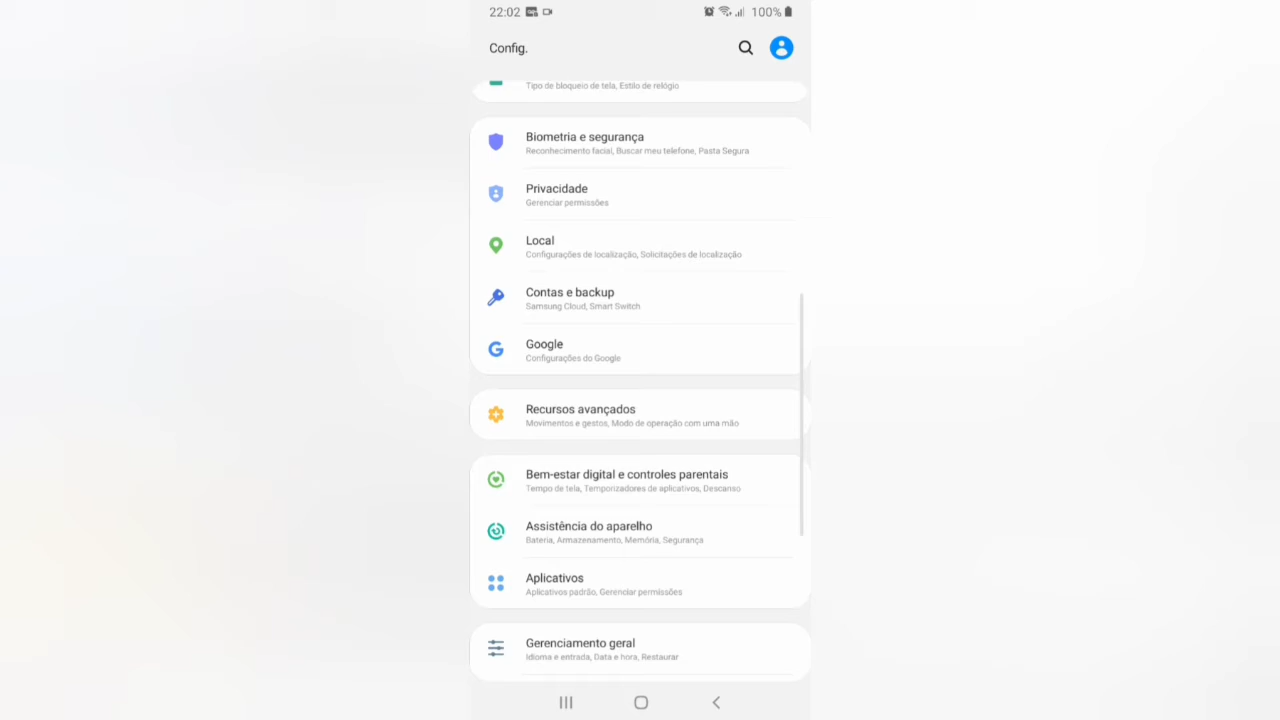 22:02
100%
Config.
Tipo de bloqueio de tela, Estilo de relógio
Biometria e segurança
Reconhecimento facial, Buscar meu telefone, Pasta Segura
Privacidade
Gerenciar permissões
Local
Configurações de localização, Solicitações de localização
Contas e backup
Samsung Cloud, Smart Switch
Google
Configurações do Google
Recursos avançados
Movimentos e gestos, Modo de operação com uma mão
Bem-estar digital e controles parentais
Tempo de tela, Temporizadores de aplicativos, Descanso
Assistência do aparelho
Bateria, Armazenamento, Memória, Segurança
Aplicativos
Aplicativos padrão, Gerenciar permissões
Gerenciamento geral
Idioma e entrada, Data e hora, Restaurar